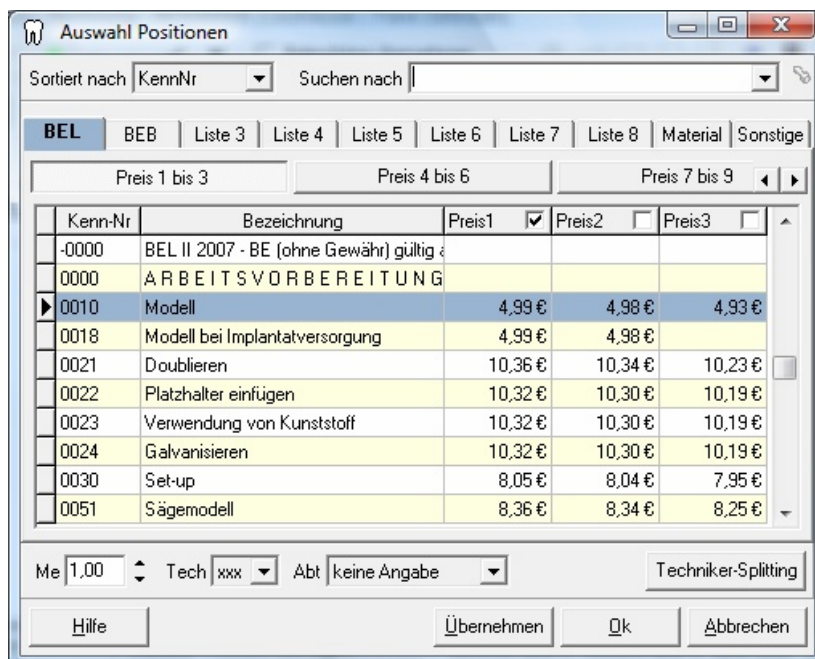 Auswahl Positionen
Sortiert nach KennNr Suchen nach
BEL BEB Liste 3 Liste 4 Liste 5 Liste 6 Liste 7 Liste 8 Material Sonstige
Preis 1 bis 3 Preis 4 bis 6 Preis 7 bis 9
Kenn-Nr Bezeichnung Preis1 Preis2 Preis3
-0000 BEL II 2007 - BE (ohne Gewähr) gültig a
0000 A R B E I T S V O R B E R E I T U N G
0010 Modell 4,99 € 4,98 € 4,93 €
0018 Modell bei Implantatversorgung 4,99 € 4,98 €
0021 Doublieren 10,36 € 10,34 € 10,23 €
0022 Platzhalter einfügen 10,32 € 10,30 € 10,19 €
0023 Verwendung von Kunststoff 10,32 € 10,30 € 10,19 €
0024 Galvanisieren 10,32 € 10,30 € 10,19 €
0030 Set-up 8,05 € 8,04 € 7,95 €
0051 Sägemodell 8,36 € 8,34 € 8,25 €
Me 1,00 Tech xxx Abt keine Angabe Techniker-Splitting
Hilfe Übernehmen Ok Abbrechen